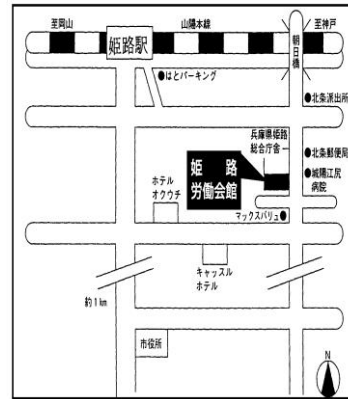 至岡山
山陽本線
至神戸
姫路駅
朝日橋
●はとパーキング
●北条派出所
兵庫県姫路
総合庁舎
●北条郵便局
姫路
労働会館
●城陽江尻
病院
ホテル
オクウチ
マックスバリュ●
キャッスル
ホテル
約1km
市役所
N